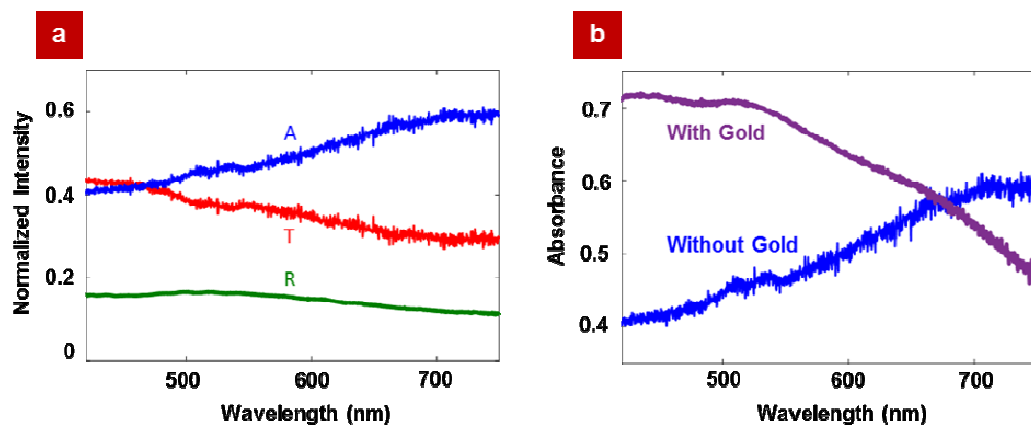 a
Normalized Intensity
0.6
0.4
0.2
0
A
T
R
500
600
700
Wavelength (nm)
b
Absorbance
0.7
0.6
0.5
0.4
With Gold
Without Gold
500
600
700
Wavelength (nm)